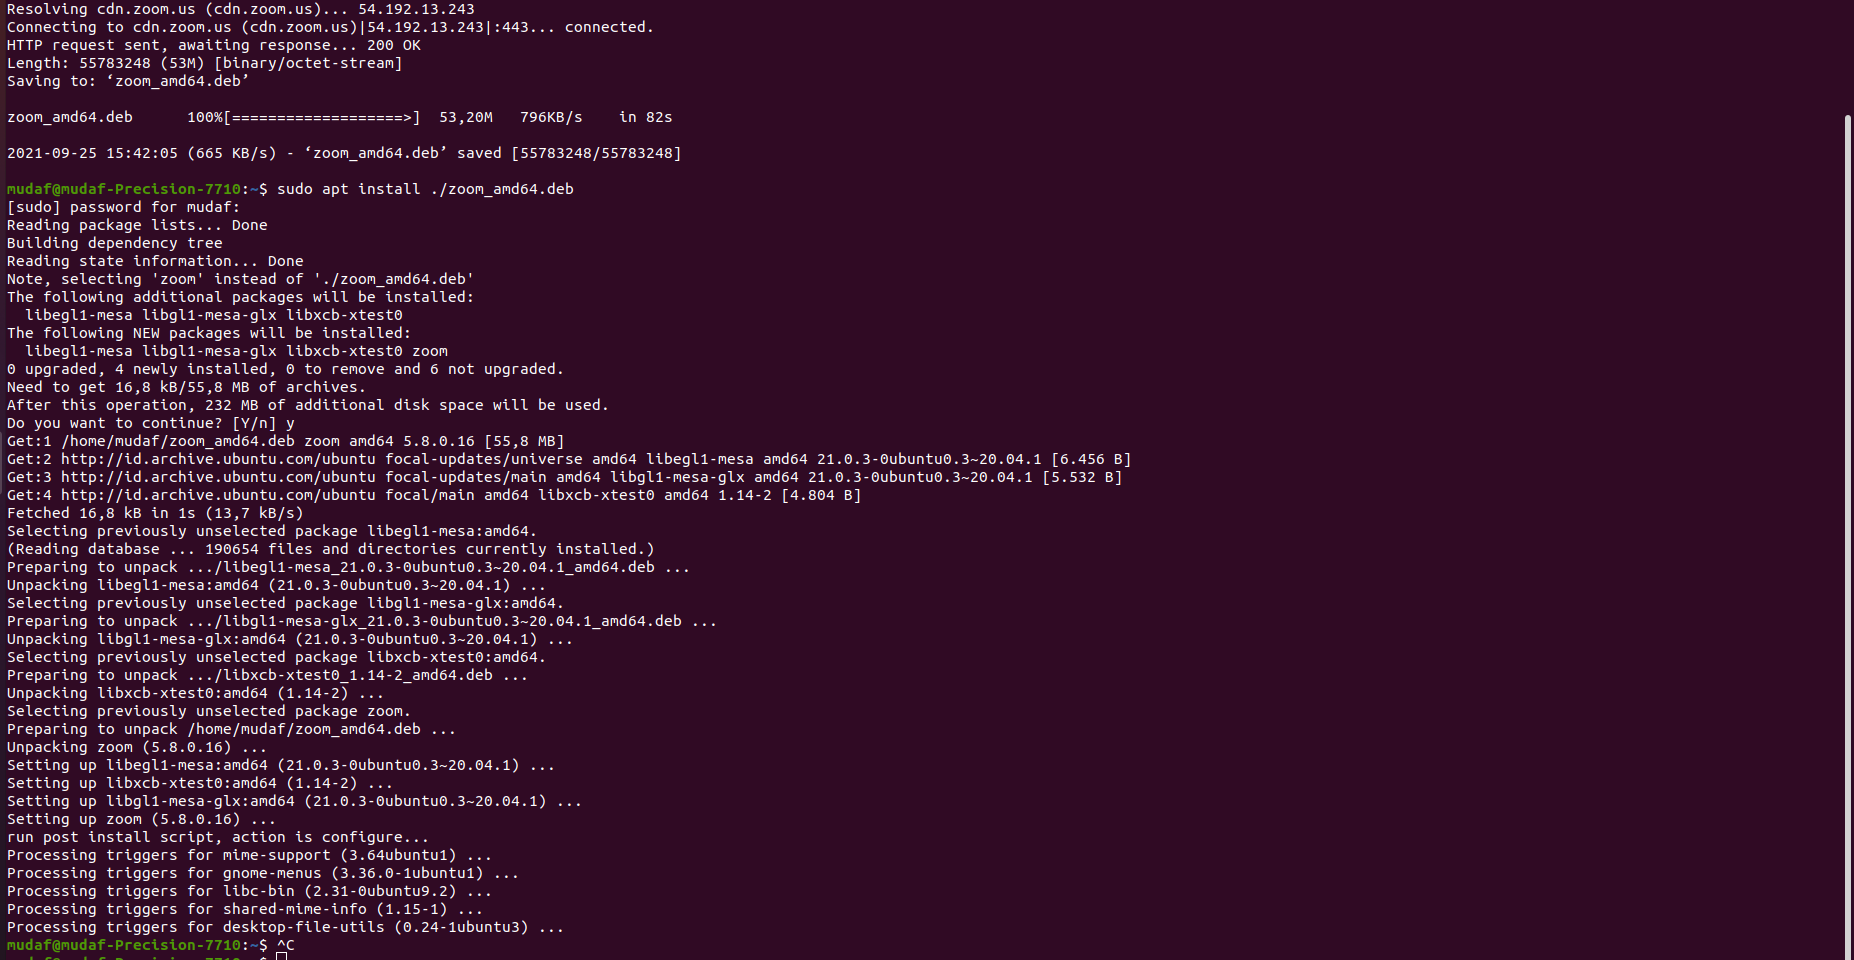 Resolving cdn.zoom.us (cdn.zoom.us)... 54.192.13.243
Connecting to cdn.zoom.us (cdn.zoom.us)|54.192.13.243|:443... connected.
HTTP request sent, awaiting response... 200 OK
Length: 55783248 (53M) [binary/octet-stream]
Saving to: ‘zoom_amd64.deb’
zoom_amd64.deb      100%[===================>]  53,20M   796KB/s    in 82s
2021-09-25 15:42:05 (665 KB/s) - ‘zoom_amd64.deb’ saved [55783248/55783248]
mudaf@mudaf-Precision-7710:~$ sudo apt install ./zoom_amd64.deb
[sudo] password for mudaf:
Reading package lists... Done
Building dependency tree
Reading state information... Done
Note, selecting 'zoom' instead of './zoom_amd64.deb'
The following additional packages will be installed:
  libegl1-mesa libgl1-mesa-glx libxcb-xtest0
The following NEW packages will be installed:
  libegl1-mesa libgl1-mesa-glx libxcb-xtest0 zoom
0 upgraded, 4 newly installed, 0 to remove and 6 not upgraded.
Need to get 16,8 kB/55,8 MB of archives.
After this operation, 232 MB of additional disk space will be used.
Do you want to continue? [Y/n] y
Get:1 /home/mudaf/zoom_amd64.deb zoom amd64 5.8.0.16 [55,8 MB]
Get:2 http://id.archive.ubuntu.com/ubuntu focal-updates/universe amd64 libegl1-mesa amd64 21.0.3-0ubuntu0.3~20.04.1 [6.456 B]
Get:3 http://id.archive.ubuntu.com/ubuntu focal-updates/main amd64 libgl1-mesa-glx amd64 21.0.3-0ubuntu0.3~20.04.1 [5.532 B]
Get:4 http://id.archive.ubuntu.com/ubuntu focal/main amd64 libxcb-xtest0 amd64 1.14-2 [4.804 B]
Fetched 16,8 kB in 1s (13,7 kB/s)
Selecting previously unselected package libegl1-mesa:amd64.
(Reading database ... 190654 files and directories currently installed.)
Preparing to unpack .../libegl1-mesa_21.0.3-0ubuntu0.3~20.04.1_amd64.deb ...
Unpacking libegl1-mesa:amd64 (21.0.3-0ubuntu0.3~20.04.1) ...
Selecting previously unselected package libgl1-mesa-glx:amd64.
Preparing to unpack .../libgl1-mesa-glx_21.0.3-0ubuntu0.3~20.04.1_amd64.deb ...
Unpacking libgl1-mesa-glx:amd64 (21.0.3-0ubuntu0.3~20.04.1) ...
Selecting previously unselected package libxcb-xtest0:amd64.
Preparing to unpack .../libxcb-xtest0_1.14-2_amd64.deb ...
Unpacking libxcb-xtest0:amd64 (1.14-2) ...
Selecting previously unselected package zoom.
Preparing to unpack /home/mudaf/zoom_amd64.deb ...
Unpacking zoom (5.8.0.16) ...
Setting up libegl1-mesa:amd64 (21.0.3-0ubuntu0.3~20.04.1) ...
Setting up libxcb-xtest0:amd64 (1.14-2) ...
Setting up libgl1-mesa-glx:amd64 (21.0.3-0ubuntu0.3~20.04.1) ...
Setting up zoom (5.8.0.16) ...
run post install script, action is configure...
Processing triggers for mime-support (3.64ubuntu1) ...
Processing triggers for gnome-menus (3.36.0-1ubuntu1) ...
Processing triggers for libc-bin (2.31-0ubuntu9.2) ...
Processing triggers for shared-mime-info (1.15-1) ...
Processing triggers for desktop-file-utils (0.24-1ubuntu3) ...
mudaf@mudaf-Precision-7710:~$ ^C
mudaf@mudaf-Precision-7710:~$